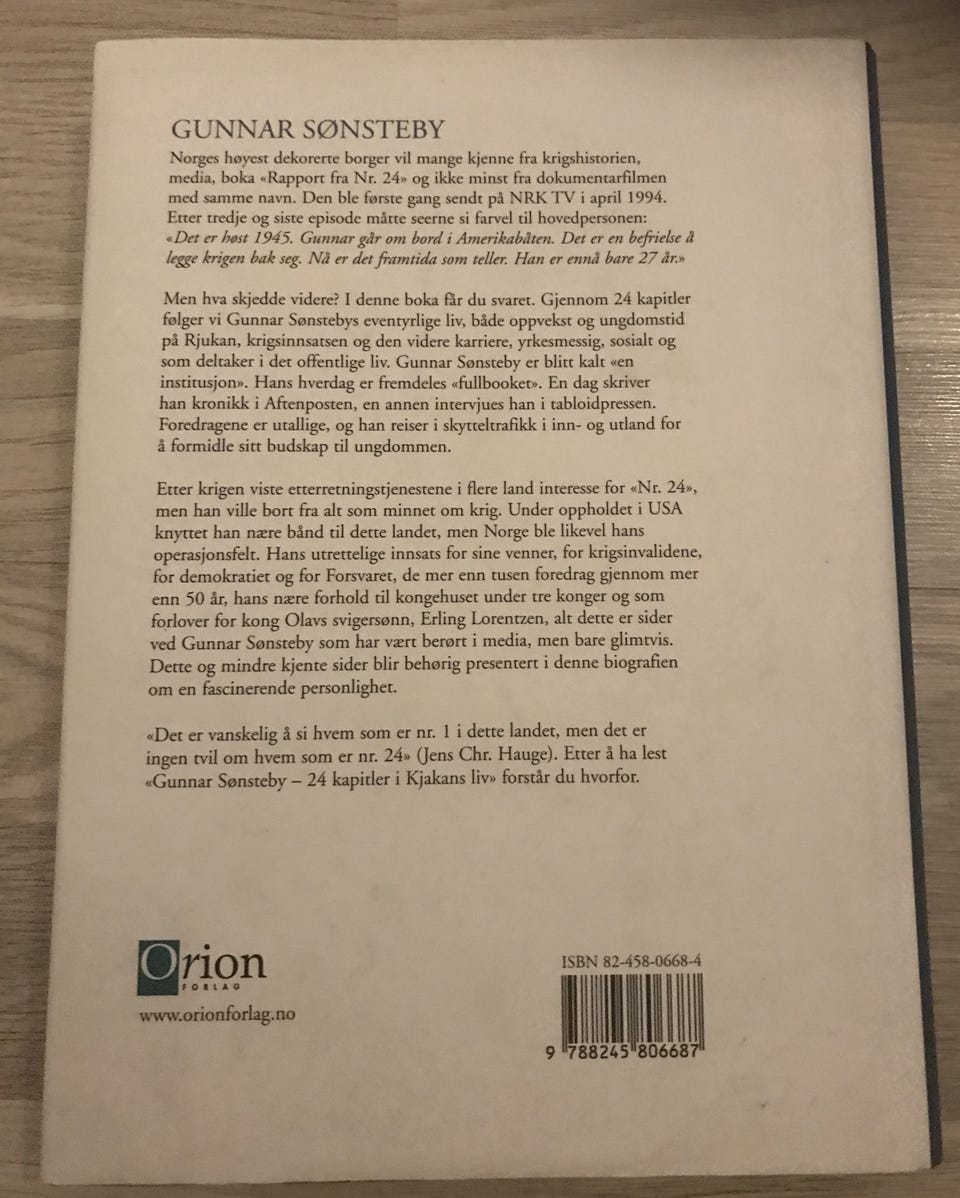 GUNNAR SØNSTEBY
Norges høyest dekorerte borger vil mange kjenne fra krigshistorien,
media, boka «Rapport fra Nr. 24» og ikke minst fra dokumentarfilmen
med samme navn. Den ble første gang sendt på NRK TV i april 1994.
Etter tredje og siste episode måtte seerne si farvel til hovedpersonen:
«Det er høst 1945. Gunnar går om bord i Amerikabåten. Det er en befrielse å
legge krigen bak seg. Nå er det framtida som teller. Han er ennå bare 27 år.»
Men hva skjedde videre? I denne boka får du svaret. Gjennom 24 kapitler
følger vi Gunnar Sønstebys eventyrlige liv, både oppvekst og ungdomstid
på Rjukan, krigsinnsatsen og den videre karriere, yrkesmessig, sosialt og
som deltaker i det offentlige liv. Gunnar Sønsteby er blitt kalt «en
institusjon». Hans hverdag er fremdeles «fullbooket». En dag skriver
han kronikk i Aftenposten, en annen intervjues han i tabloidpressen.
Foredragene er utallige, og han reiser i skytteltrafikk i inn- og utland for
å formidle sitt budskap til ungdommen.
Etter krigen viste etterretningstjenestene i flere land interesse for «Nr. 24»,
men han ville bort fra alt som minnet om krig. Under oppholdet i USA
knyttet han nære bånd til dette landet, men Norge ble likevel hans
operasjonsfelt. Hans utrettelige innsats for sine venner, for krigsinvalidene,
for demokratiet og for Forsvaret, de mer enn tusen foredrag gjennom mer
enn 50 år, hans nære forhold til kongehuset under tre konger og som
forlover for kong Olavs svigersønn, Erling Lorentzen, alt dette er sider
ved Gunnar Sønsteby som har vært berørt i media, men bare glimtvis.
Dette og mindre kjente sider blir behørig presentert i denne biografien
om en fascinerende personlighet.
«Det er vanskelig å si hvem som er nr. 1 i dette landet, men det er
ingen tvil om hvem som er nr. 24» (Jens Chr. Hauge). Etter å ha lest
«Gunnar Sønsteby – 24 kapitler i Kjakans liv» forstår du hvorfor.
Orion
FORLAG
www.orionforlag.no
ISBN 82-458-0668-4
9 788245 806687